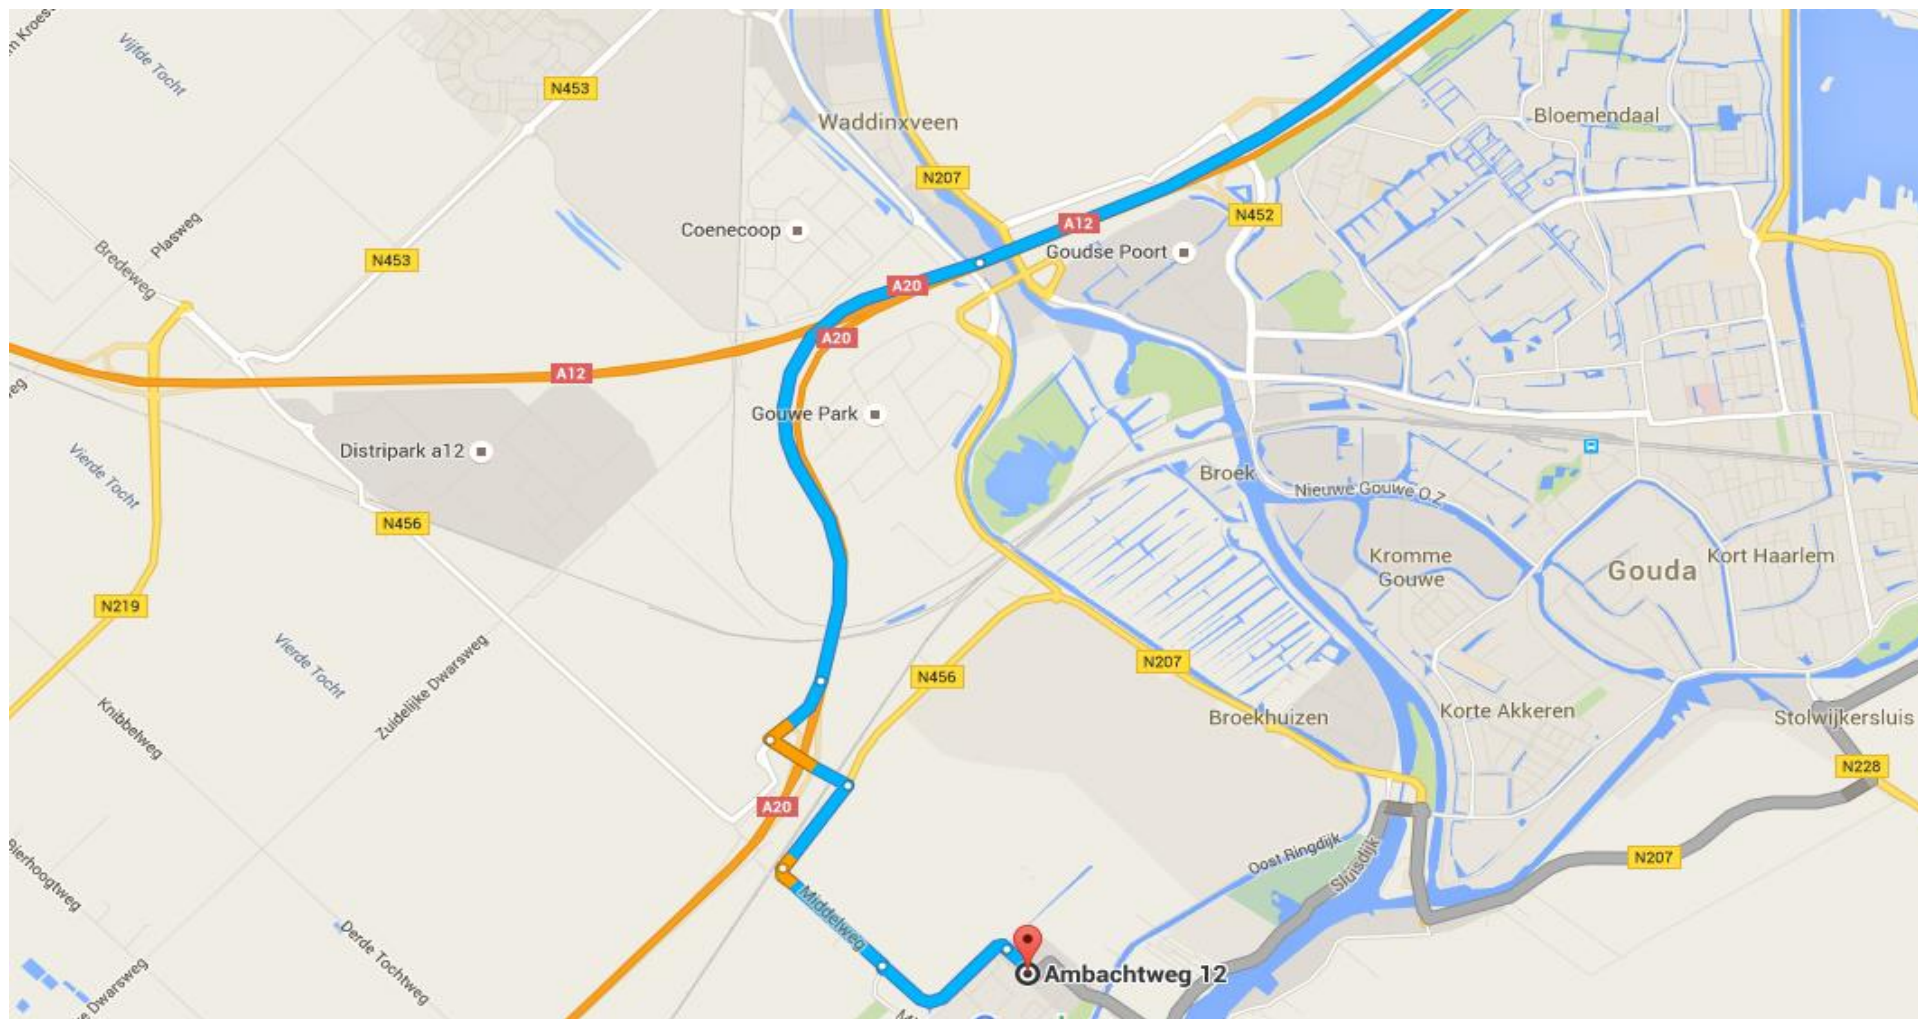 Vijfde Tocht
N453
Waddinxveen
Bloemendaal
N207
N452
Plasweg
Coenecoop
A12
Goudse Poort
Bredeweg
N453
A20
A20
A12
Gouwe Park
Distripark a12
Vierde Tocht
Broek
Nieuwe Gouwe O.Z.
N456
Kromme
Gouwe
Gouda
Kort Haarlem
N219
Vierde Tocht
Zuidelijke Dwarsweg
N456
N207
Knibbelweg
Broekhuizen
Korte Akkeren
Stolwijkersluis
N228
A20
Oost Ringdijk
Sluisdijk
N207
Bierhoogtweg
Middelweg
Derde Tochtweg
Dwarsweg
Ambachtweg 12